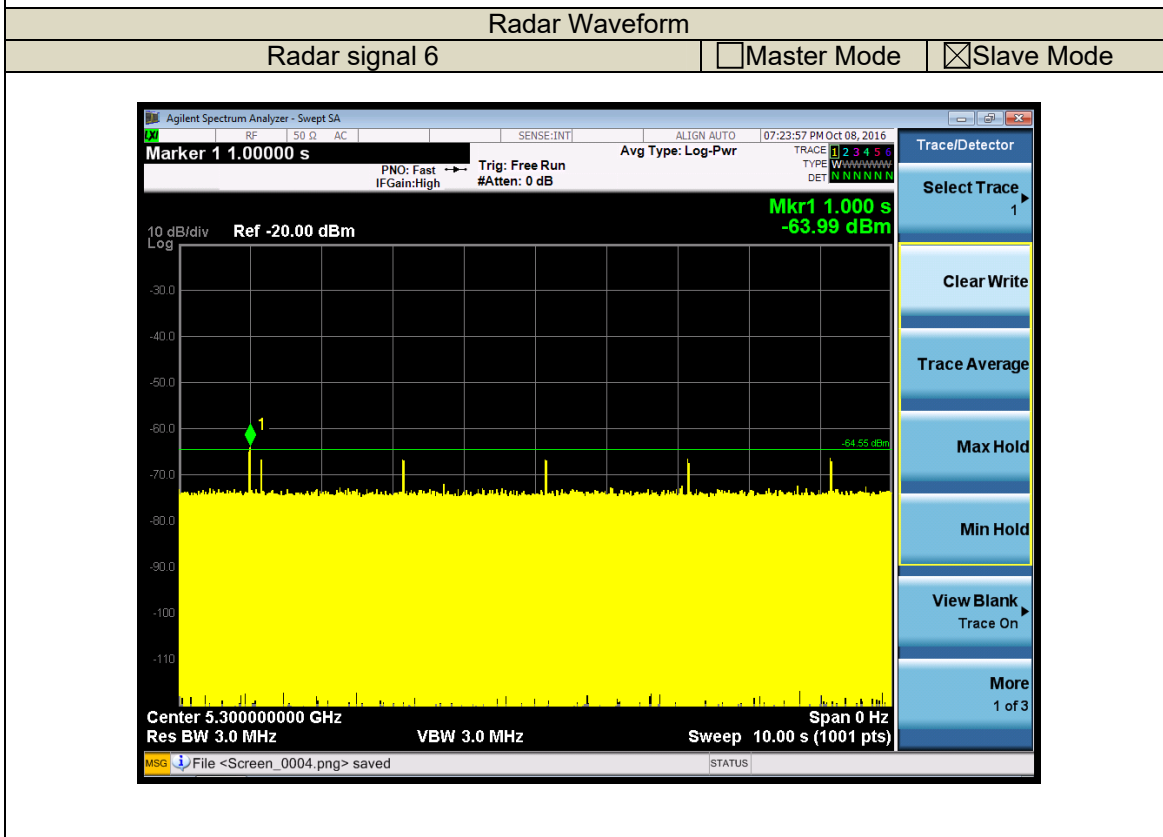 Radar Waveform
Radar signal 6 Master Mode Slave Mode
Agilent Spectrum Analyzer - Swept SA
LXI RF 50 Ω AC SENSE:INT ALIGN AUTO 07:23:57 PM Oct 08, 2016
Marker 1 1.00000 s
PNO: Fast
IFGain:High
Trig: Free Run
#Atten: 0 dB
Avg Type: Log-Pwr
TRACE 1 2 3 4 5 6
TYPE WWWWWW
DET N N N N N N
Mkr1 1.000 s
-63.99 dBm
10 dB/div Ref -20.00 dBm
Log
-30.0
-40.0
-50.0
-60.0
-70.0
-80.0
-90.0
-100
-110
1
-64.55 dBm
Center 5.300000000 GHz Span 0 Hz
Res BW 3.0 MHz VBW 3.0 MHz Sweep 10.00 s (1001 pts)
MSG File <Screen_0004.png> saved STATUS
Trace/Detector
Select Trace
1
Clear Write
Trace Average
Max Hold
Min Hold
View Blank
Trace On
More
1 of 3